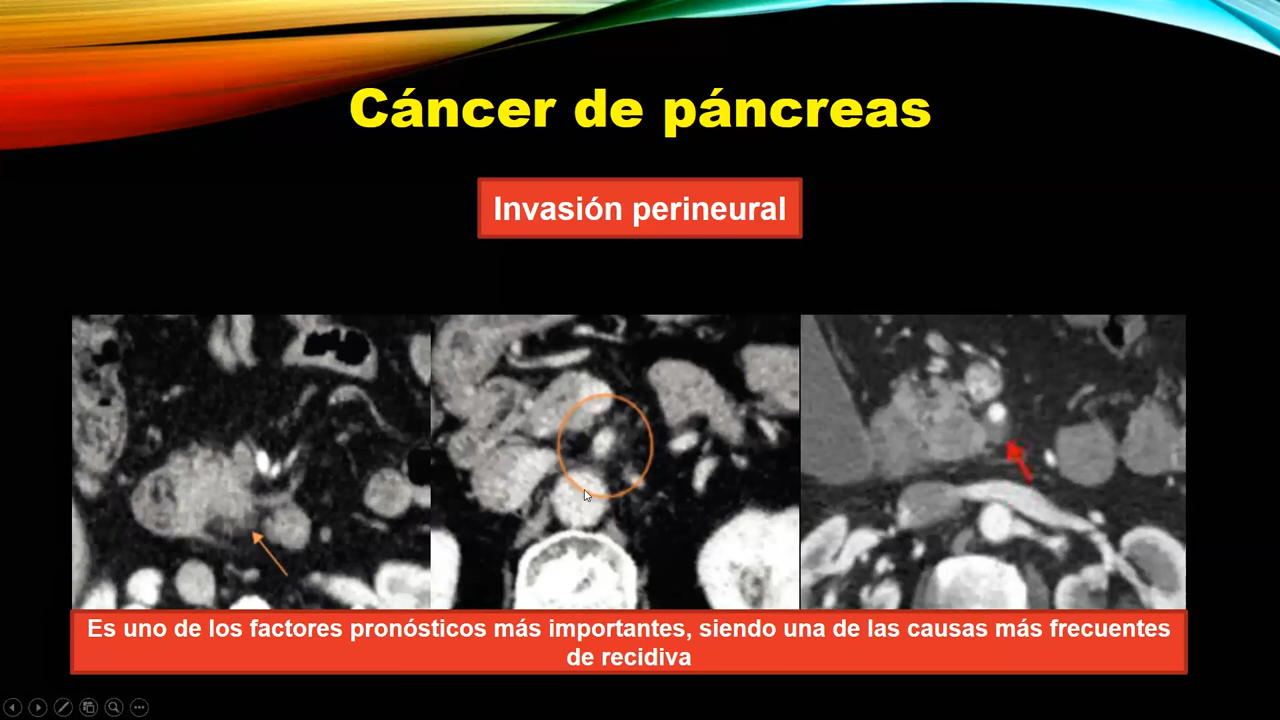 Cáncer de páncreas
Invasión perineural
Es uno de los factores pronósticos más importantes, siendo una de las causas más frecuentes
de recidiva